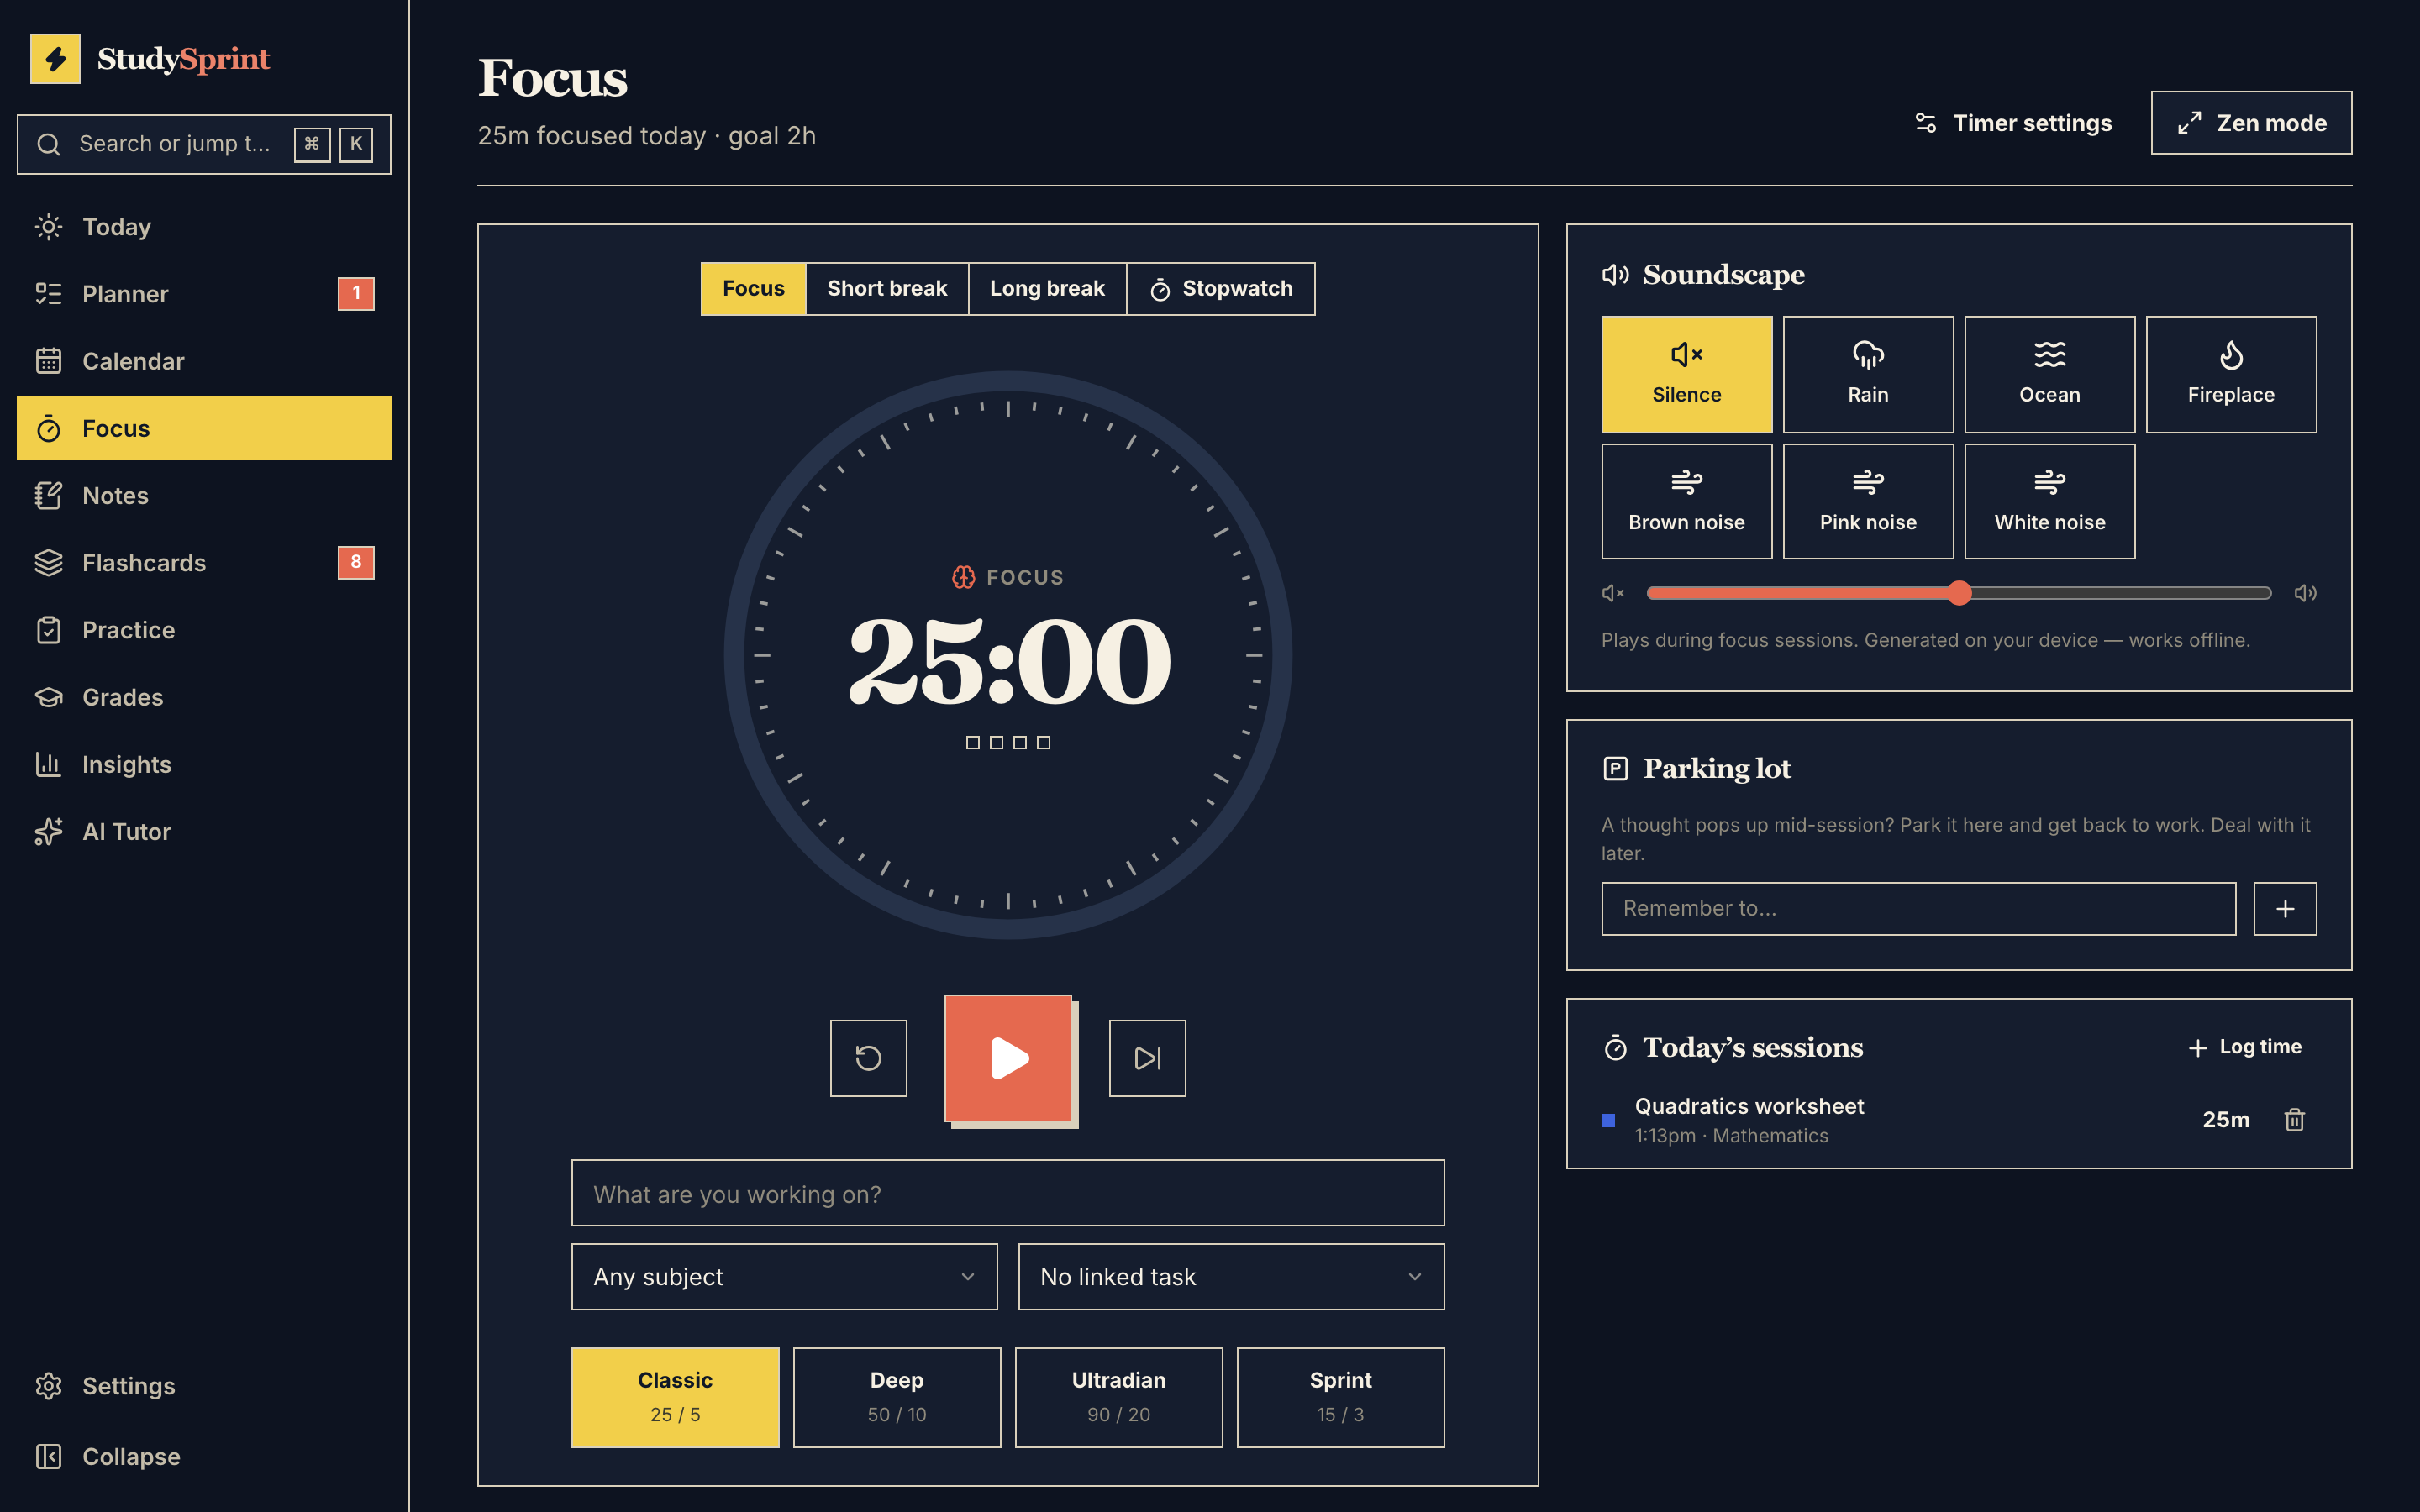 StudySprint
Search or jump t... ⌘ K
Today
Planner 1
Calendar
Focus
Notes
Flashcards 8
Practice
Grades
Insights
AI Tutor
Settings
Collapse
Focus
25m focused today · goal 2h
Timer settings
Zen mode
Focus Short break Long break Stopwatch
FOCUS
25:00
What are you working on?
Any subject No linked task
Classic Deep Ultradian Sprint
25 / 5 50 / 10 90 / 20 15 / 3
Soundscape
Silence Rain Ocean Fireplace
Brown noise Pink noise White noise
Plays during focus sessions. Generated on your device — works offline.
P Parking lot
A thought pops up mid-session? Park it here and get back to work. Deal with it
later.
Remember to... +
Today’s sessions + Log time
Quadratics worksheet 25m
1:13pm · Mathematics